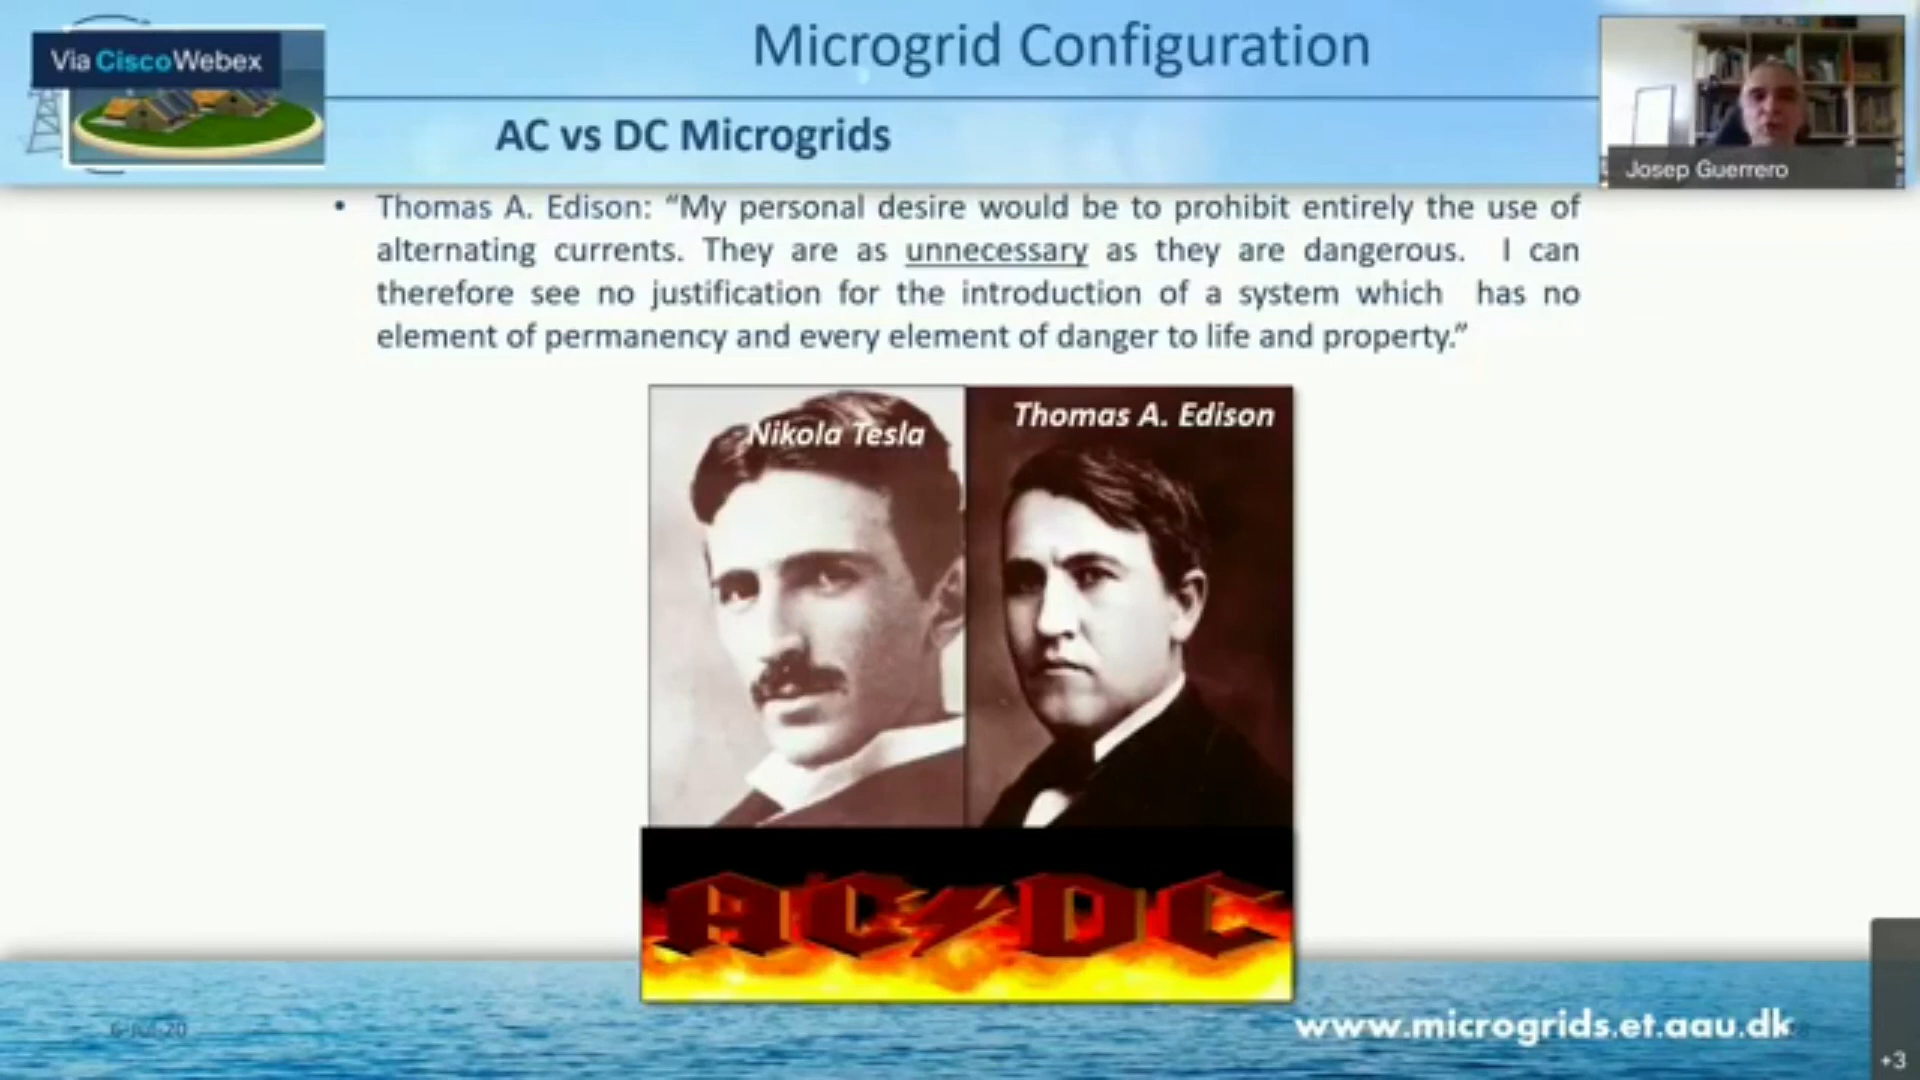 Via CiscoWebex
Microgrid Configuration
AC vs DC Microgrids
Josep Guerrero
• Thomas A. Edison: “My personal desire would be to prohibit entirely the use of
alternating currents. They are as unnecessary as they are dangerous. I can
therefore see no justification for the introduction of a system which has no
element of permanency and every element of danger to life and property.”
Nikola Tesla
Thomas A. Edison
AC/DC
6-Jul-20
www.microgrids.et.aau.dk
+3